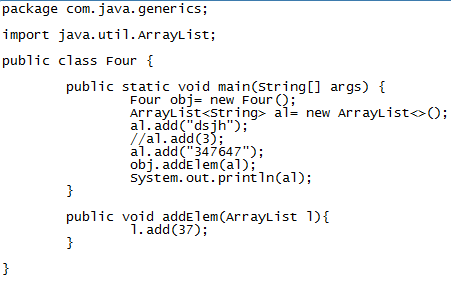 package com.java.generics;
import java.util.ArrayList;
public class Four {
public static void main(String[] args) {
Four obj= new Four();
ArrayList<String> al= new ArrayList<>();
al.add("dsjh");
//al.add(3);
al.add("347647");
obj.addElem(al);
System.out.println(al);
}
public void addElem(ArrayList l){
l.add(37);
}
}